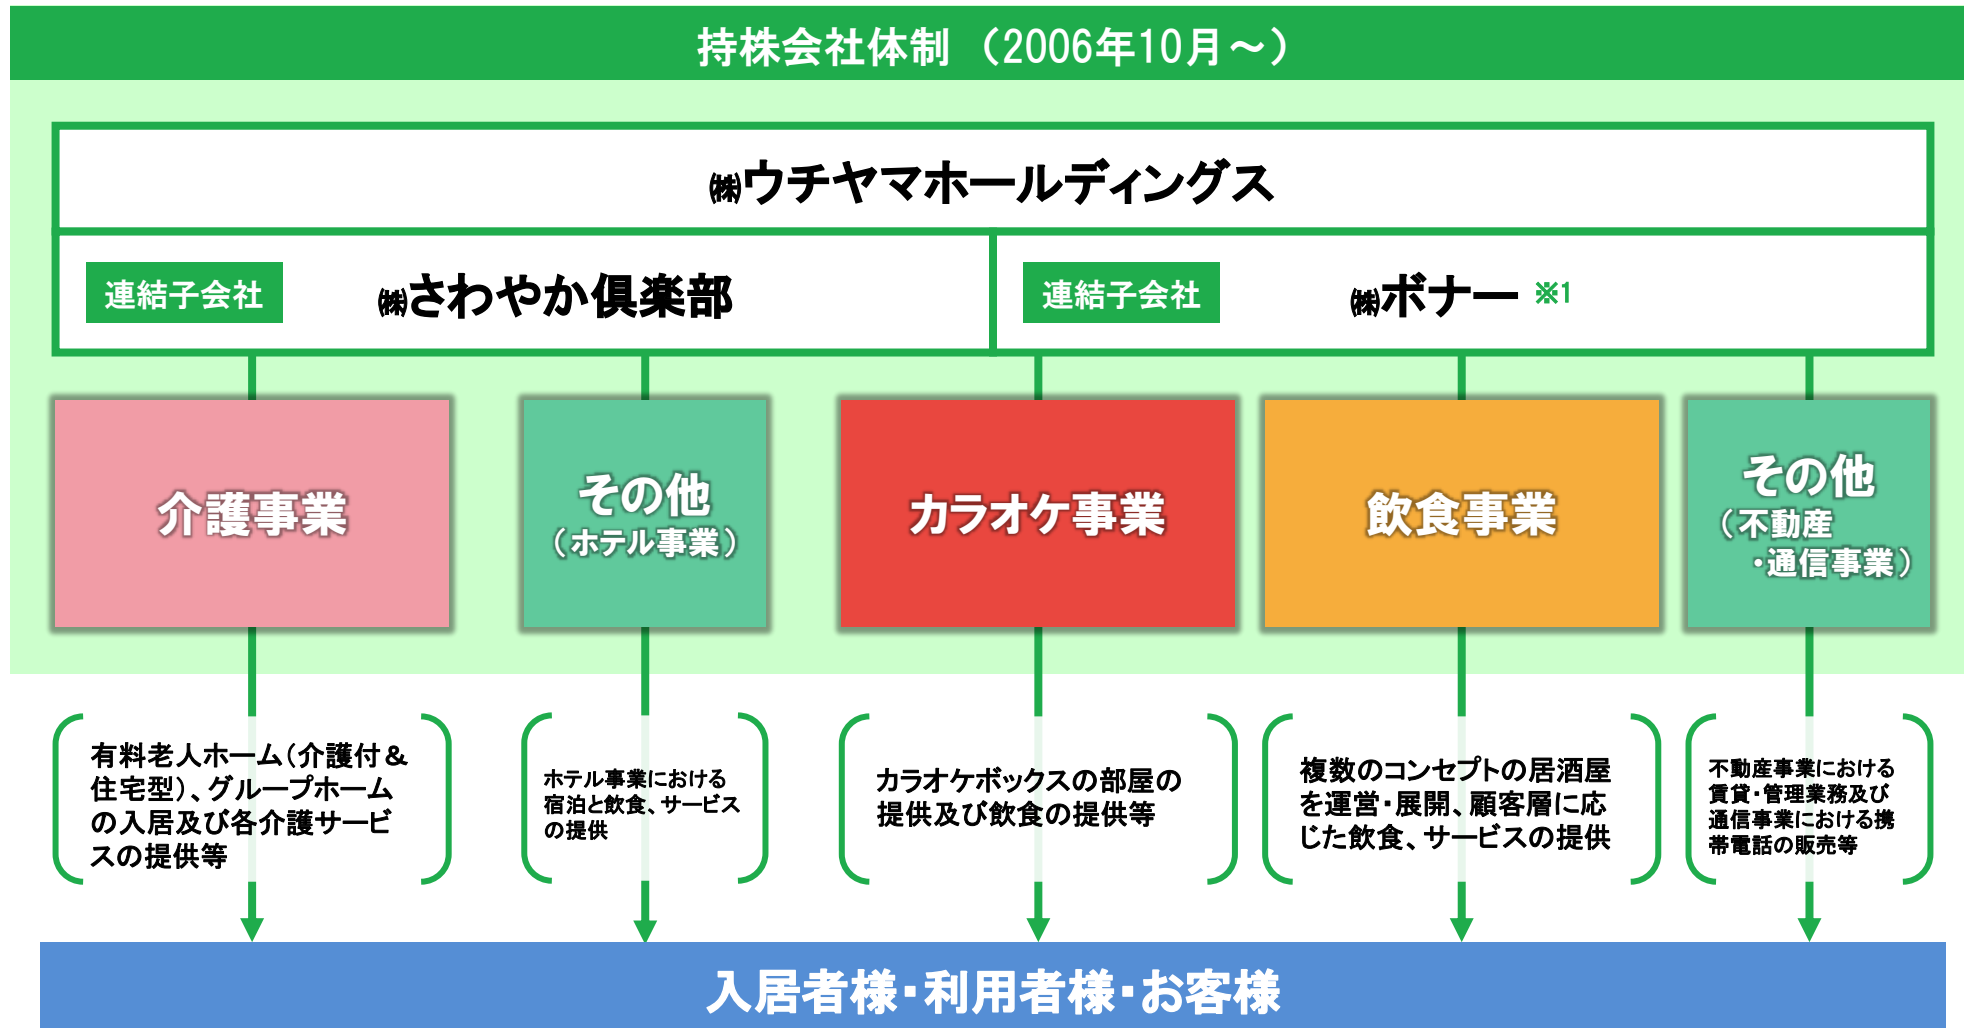 持株会社体制 （2006年10月～）
㈱ウチヤマホールディングス
連結子会社 ㈱さわやか倶楽部
連結子会社 ㈱ボナー ※1
介護事業
その他
（ホテル事業）
カラオケ事業
飲食事業
その他
（不動産
・通信事業）
有料老人ホーム（介護付＆
住宅型）、グループホーム
の入居及び各介護サービ
スの提供等
ホテル事業における
宿泊と飲食、サービス
の提供
カラオケボックスの部屋の
提供及び飲食の提供等
複数のコンセプトの居酒屋
を運営・展開、顧客層に応
じた飲食、サービスの提供
不動産事業における
賃貸・管理業務及び
通信事業における携
帯電話の販売等
入居者様・利用者様・お客様